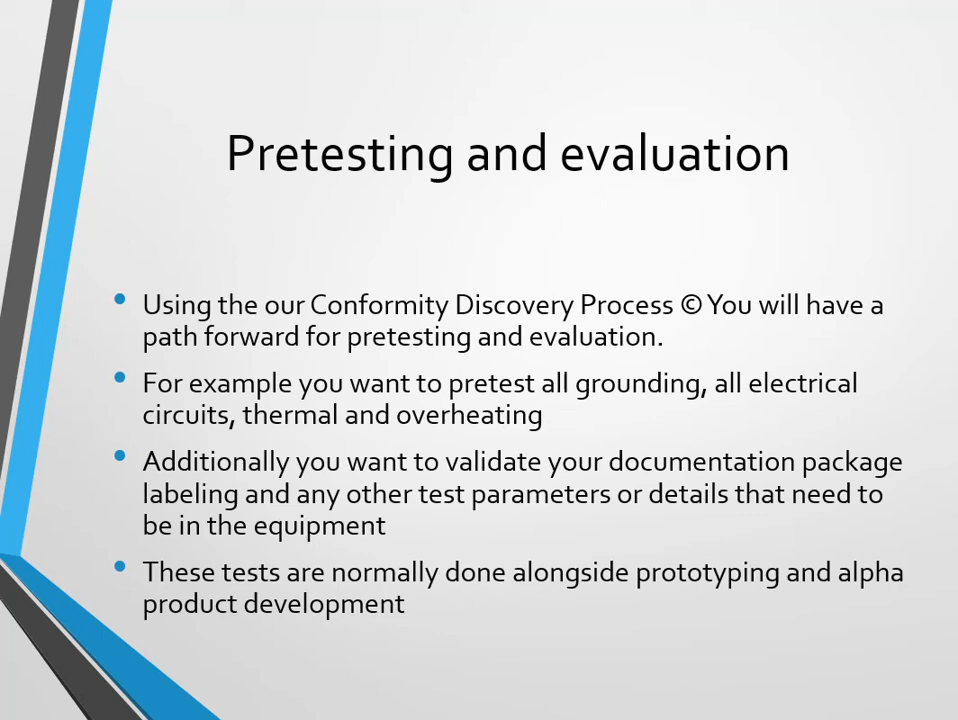 Pretesting and evaluation
• Using the our Conformity Discovery Process © You will have a
path forward for pretesting and evaluation.
• For example you want to pretest all grounding, all electrical
circuits, thermal and overheating
• Additionally you want to validate your documentation package
labeling and any other test parameters or details that need to
be in the equipment
• These tests are normally done alongside prototyping and alpha
product development